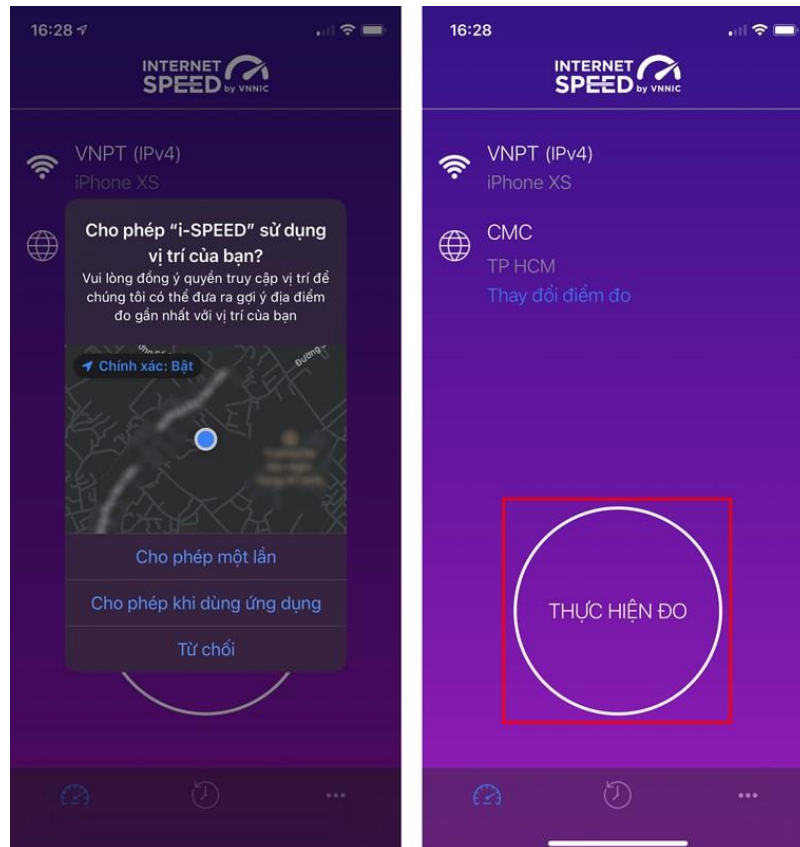 16:28
INTERNET
SPEED by VNNIC
VNPT (IPv4)
iPhone XS
Cho phép “i-SPEED” sử dụng
vị trí của bạn?
Vui lòng đồng ý quyền truy cập vị trí để
chúng tôi có thể đưa ra gợi ý địa điểm
đo gần nhất với vị trí của bạn
Chính xác: Bật
Cho phép một lần
Cho phép khi dùng ứng dụng
Từ chối
16:28
INTERNET
SPEED by VNNIC
VNPT (IPv4)
iPhone XS
CMC
TP HCM
Thay đổi điểm đo
THỰC HIỆN ĐO